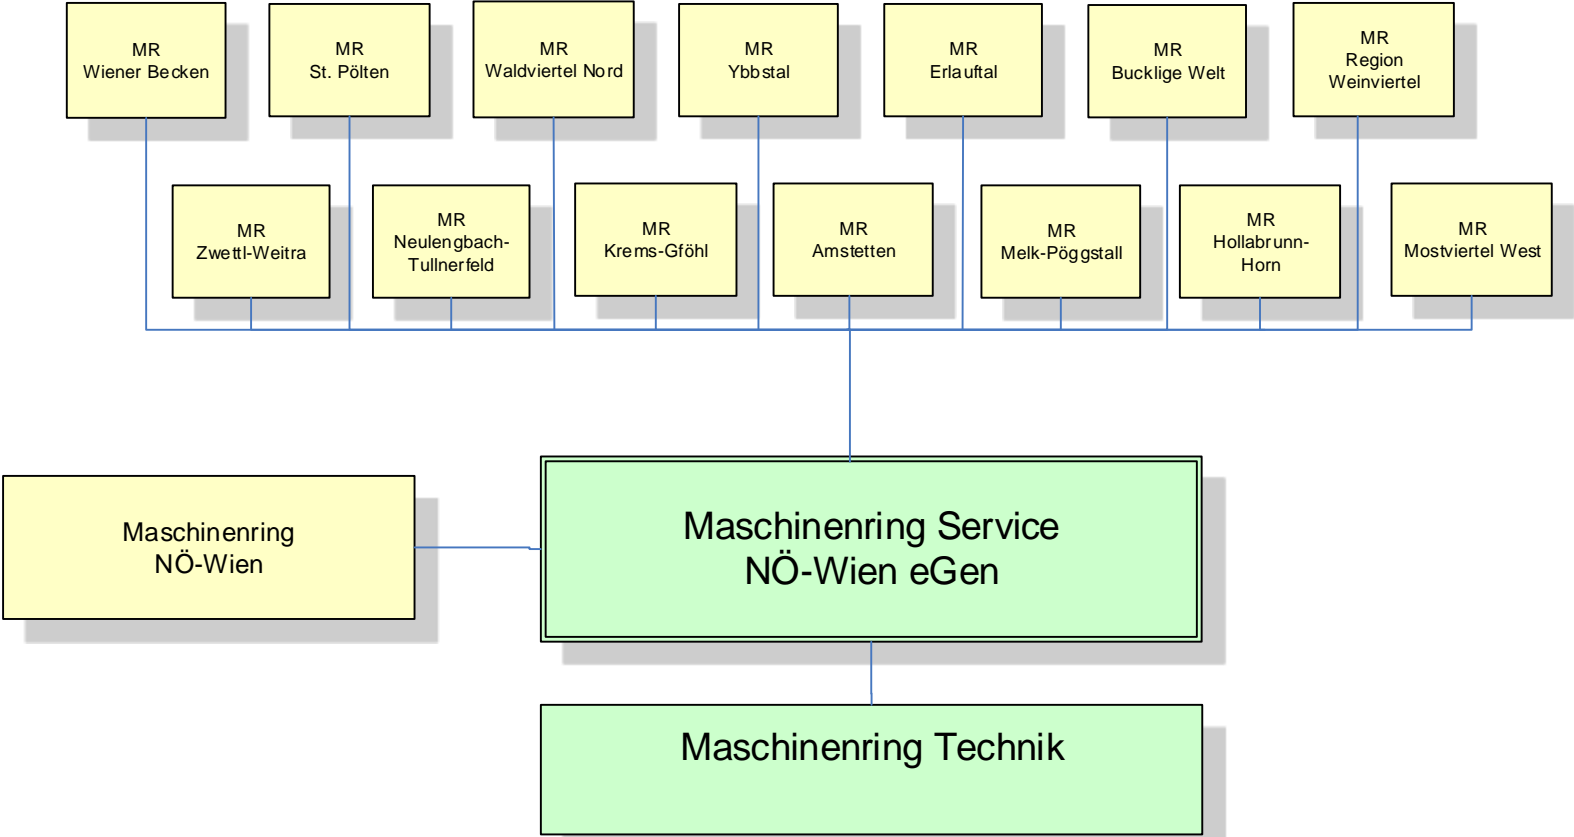 MR
Wiener Becken
MR
St. Pölten
MR
Waldviertel Nord
MR
Ybbstal
MR
Erlauftal
MR
Bucklige Welt
MR
Region
Weinviertel
MR
Zwettl-Weitra
MR
Neulengbach-
Tullnerfeld
MR
Krems-Gföhl
MR
Amstetten
MR
Melk-Pöggstall
MR
Hollabrunn-
Horn
MR
Mostviertel West
Maschinenring
NÖ-Wien
Maschinenring Service
NÖ-Wien eGen
Maschinenring Technik